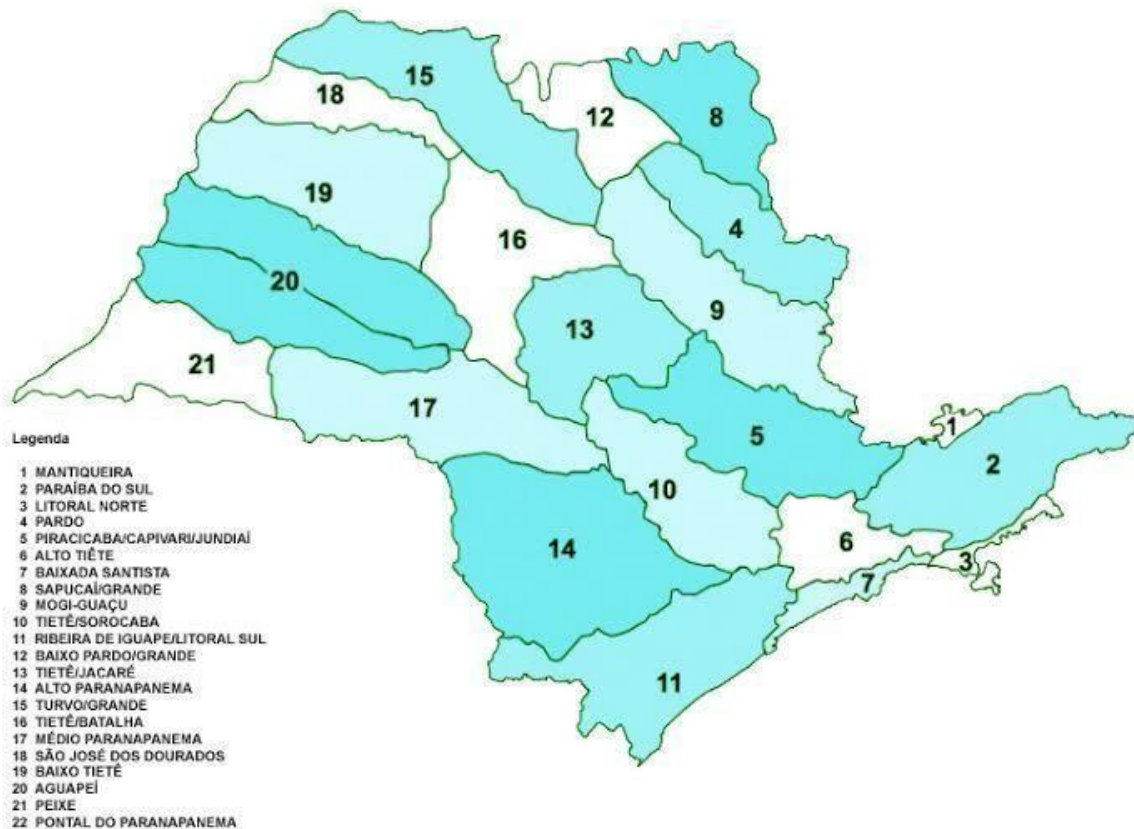 15
18
12
8
19
4
16
20
9
13
21
17
1
5
2
10
6
14
3
7
11
Legenda
1 MANTIQUEIRA
2 PARAÍBA DO SUL
3 LITORAL NORTE
4 PARDO
5 PIRACICABA/CAPIVARI/JUNDIAÍ
6 ALTO TIÊTE
7 BAIXADA SANTISTA
8 SAPUCAÍ/GRANDE
9 MOGI-GUAÇU
10 TIETÊ/SOROCABA
11 RIBEIRA DE IGUAPE/LITORAL SUL
12 BAIXO PARDO/GRANDE
13 TIETÊ/JACARÉ
14 ALTO PARANAPANEMA
15 TURVO/GRANDE
16 TIETÊ/BATALHA
17 MÉDIO PARANAPANEMA
18 SÃO JOSÉ DOS DOURADOS
19 BAIXO TIETÊ
20 AGUAPEÍ
21 PEIXE
22 PONTAL DO PARANAPANEMA